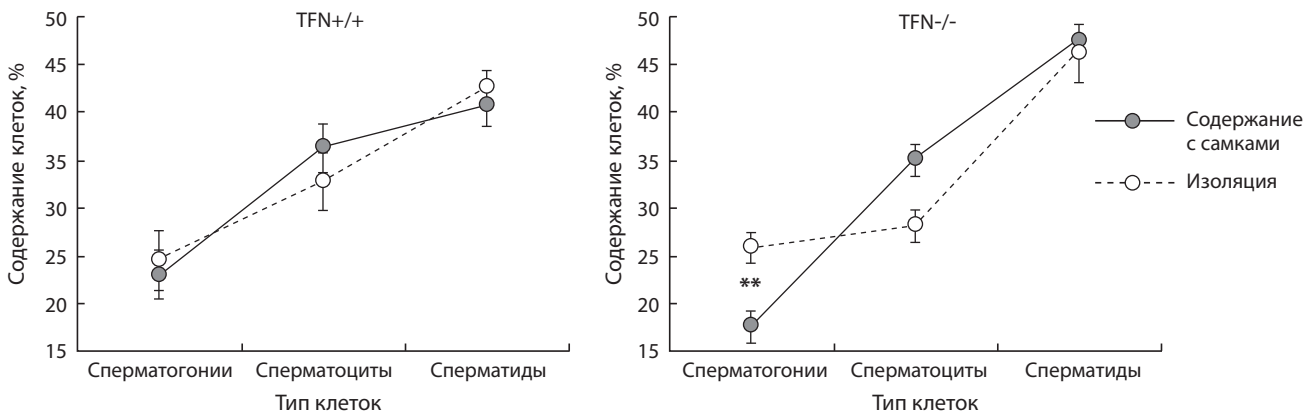 TFN+/+
Содержание клеток, %
50
45
40
35
30
25
20
15
Сперматогонии
Сперматоциты
Сперматиды
Тип клеток
TFN-/-
Содержание клеток, %
50
45
40
35
30
25
20
15
**
Сперматогонии
Сперматоциты
Сперматиды
Тип клеток
Содержание
с самками
Изоляция